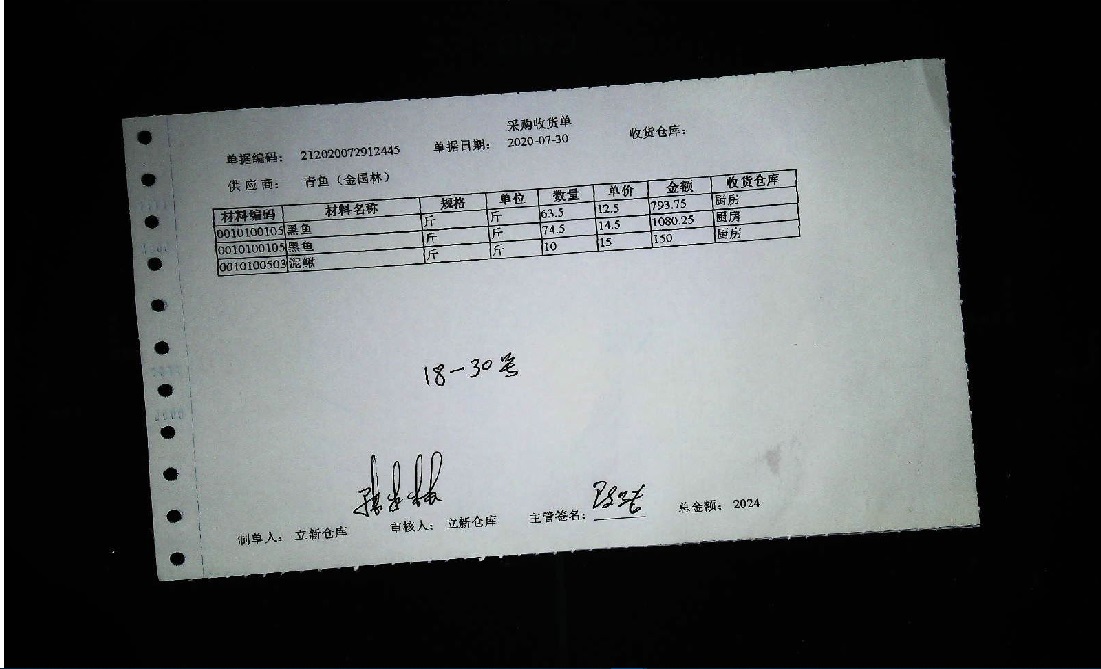 采购收货单
单据编码： 212020072912445 单据日期： 2020-07-30 收货仓库：
供应商： 青鱼（金国林）
材料编码 材料名称 规格 单位 数量 单价 金额 收货仓库
0010100105 黑鱼 斤 斤 63.5 12.5 793.75 厨房
0010100105 黑鱼 斤 斤 74.5 14.5 1080.25 厨房
0010100503 泥鳅 斤 斤 10 15 150 厨房
18-30号
制单人： 立新仓库 审核人： 立新仓库 主管签名： 总金额： 2024